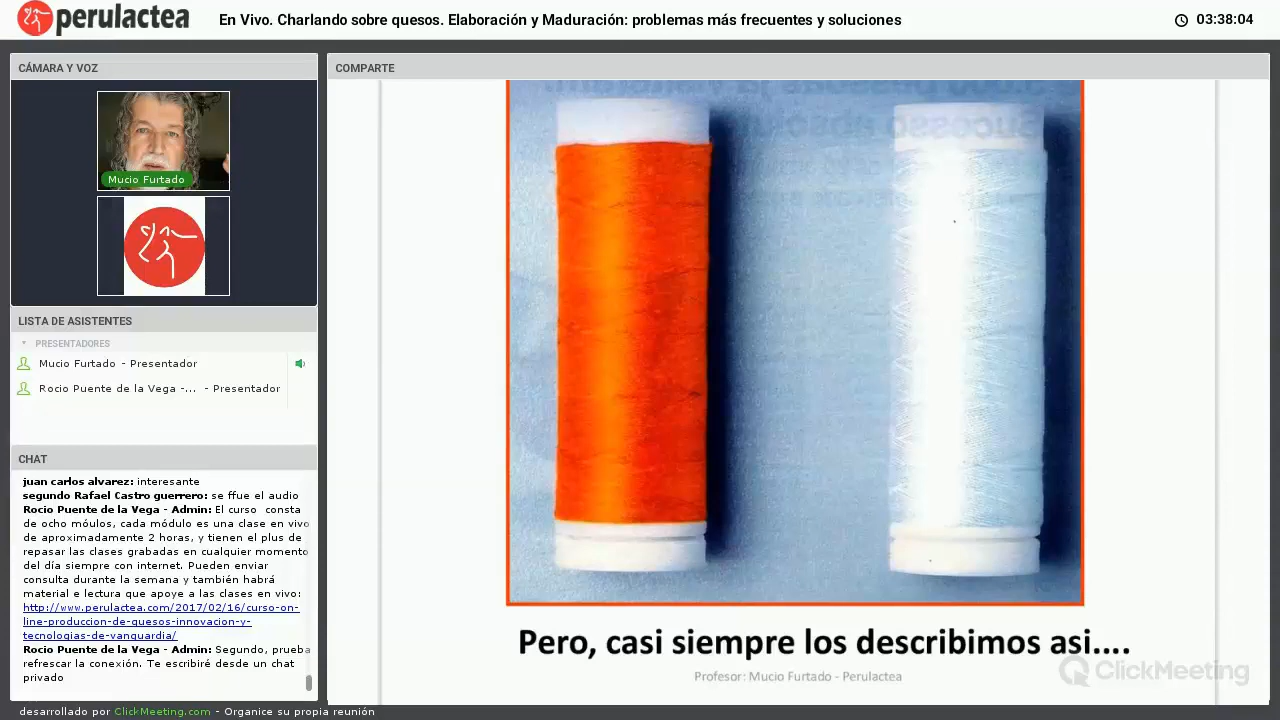 perulactea
En Vivo. Charlando sobre quesos. Elaboración y Maduración: problemas más frecuentes y soluciones
03:38:04
CÁMARA Y VOZ
Mucio Furtado
LISTA DE ASISTENTES
PRESENTADORES
Mucio Furtado - Presentador
Rocio Puente de la Vega -... - Presentador
CHAT
juan carlos alvarez: interesante
segundo Rafael Castro guerrero: se ffue el audio
Rocio Puente de la Vega - Admin: El curso consta
de ocho móulos, cada módulo es una clase en vivo
de aproximadamente 2 horas, y tienen el plus de
repasar las clases grabadas en cualquier momento
del día siempre con internet. Pueden enviar
consulta durante la semana y también habrá
material e lectura que apoye a las clases en vivo:
http://www.perulactea.com/2017/02/16/curso-on-
line-produccion-de-quesos-innovacion-y-
tecnologias-de-vanguardia/
Rocio Puente de la Vega - Admin: Segundo, prueba
refrescar la conexión. Te escribiré desde un chat
privado
COMPARTE
Pero, casi siempre los describimos asi....
Profesor: Mucio Furtado - Perulactea
ClickMeeting
desarrollado por ClickMeeting.com - Organice su propia reunión